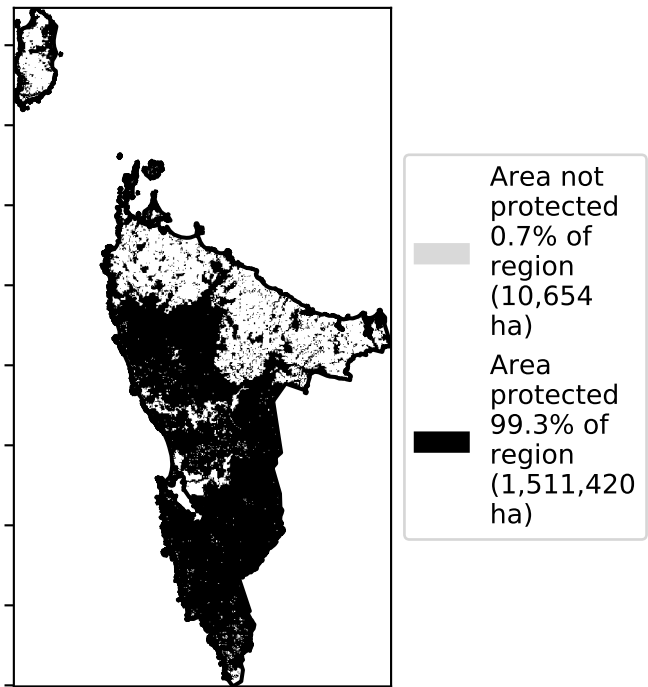 Area not
protected
0.7% of
region
(10,654
ha)
Area
protected
99.3% of
region
(1,511,420
ha)